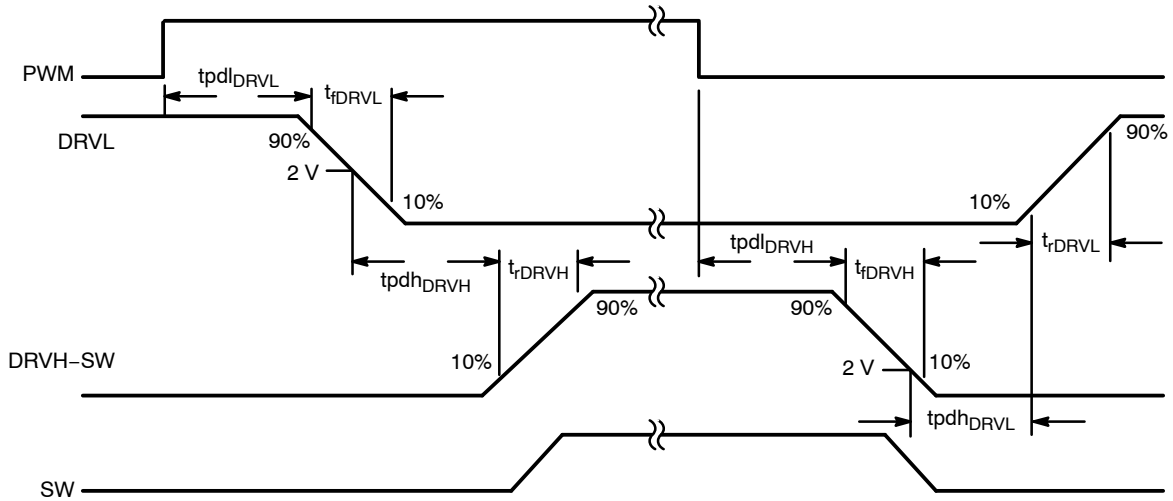 PWM
tpdlDRVL
tfDRVL
DRVL
90%
90%
2 V
10%
10%
tpdhDRVH
trDRVH
tpdlDRVH
tfDRVH
trDRVL
90%
90%
DRVH–SW
10%
2 V
10%
tpdhDRVL
SW